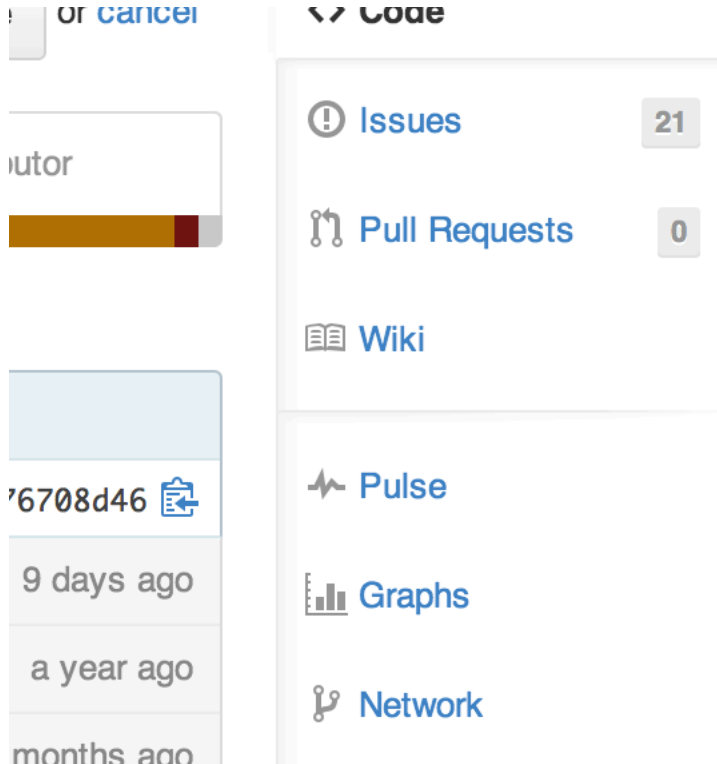 or cancel
Code
Issues 21
utor
Pull Requests 0
Wiki
Pulse
76708d46
9 days ago
Graphs
a year ago
Network
months ago